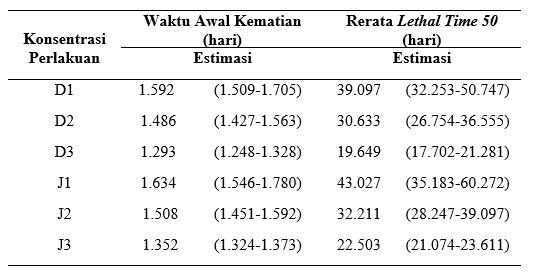 Konsentrasi Perlakuan Waktu Awal Kematian (hari) Rerata Lethal Time 50 (hari)
Estimasi Estimasi
D1 1.592 (1.509-1.705) 39.097 (32.253-50.747)
D2 1.486 (1.427-1.563) 30.633 (26.754-36.555)
D3 1.293 (1.248-1.328) 19.649 (17.702-21.281)
J1 1.634 (1.546-1.780) 43.027 (35.183-60.272)
J2 1.508 (1.451-1.592) 32.211 (28.247-39.097)
J3 1.352 (1.324-1.373) 22.503 (21.074-23.611)